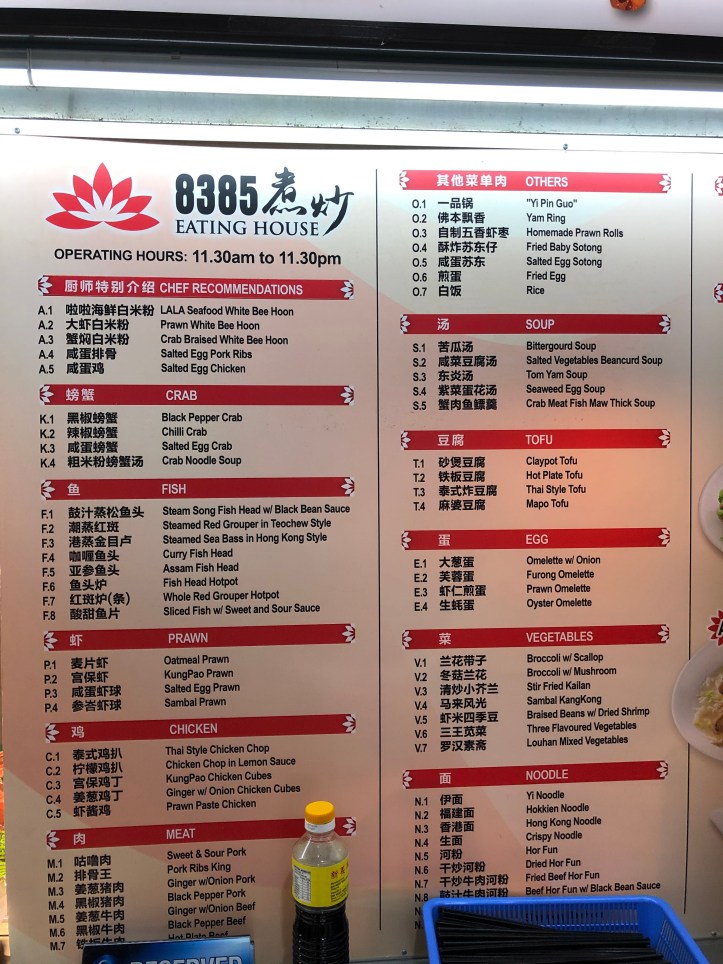 8385 煮炒
EATING HOUSE
OPERATING HOURS: 11.30am to 11.30pm
厨师特别介绍 CHEF RECOMMENDATIONS
A.1 啦啦海鲜白米粉 LALA Seafood White Bee Hoon
A.2 大虾白米粉 Prawn White Bee Hoon
A.3 蟹焖白米粉 Crab Braised White Bee Hoon
A.4 咸蛋排骨 Salted Egg Pork Ribs
A.5 咸蛋鸡 Salted Egg Chicken
螃蟹 CRAB
K.1 黑椒螃蟹 Black Pepper Crab
K.2 辣椒螃蟹 Chilli Crab
K.3 咸蛋螃蟹 Salted Egg Crab
K.4 粗米粉螃蟹汤 Crab Noodle Soup
鱼 FISH
F.1 鼓汁蒸松鱼头 Steam Song Fish Head w/ Black Bean Sauce
F.2 潮蒸红斑 Steamed Red Grouper in Teochew Style
F.3 港蒸金目卢 Steamed Sea Bass in Hong Kong Style
F.4 咖喱鱼头 Curry Fish Head
F.5 亚参鱼头 Assam Fish Head
F.6 鱼头炉 Fish Head Hotpot
F.7 红斑炉(条) Whole Red Grouper Hotpot
F.8 酸甜鱼片 Sliced Fish w/ Sweet and Sour Sauce
虾 PRAWN
P.1 麦片虾 Oatmeal Prawn
P.2 宫保虾 KungPao Prawn
P.3 咸蛋虾球 Salted Egg Prawn
P.4 参峇虾球 Sambal Prawn
鸡 CHICKEN
C.1 泰式鸡扒 Thai Style Chicken Chop
C.2 柠檬鸡扒 Chicken Chop in Lemon Sauce
C.3 宫保鸡丁 KungPao Chicken Cubes
C.4 姜葱鸡丁 Ginger w/ Onion Chicken Cubes
C.5 虾酱鸡 Prawn Paste Chicken
肉 MEAT
M.1 咕噜肉 Sweet & Sour Pork
M.2 排骨王 Pork Ribs King
M.3 姜葱猪肉 Ginger w/Onion Pork
M.4 黑椒猪肉 Black Pepper Pork
M.5 姜葱牛肉 Ginger w/Onion Beef
M.6 黑椒牛肉 Black Pepper Beef
M.7 铁板牛肉 Hot Plate Beef
RESERVED
其他菜单肉 OTHERS
O.1 一品锅 "Yi Pin Guo"
O.2 佛本飘香 Yam Ring
O.3 自制五香虾枣 Homemade Prawn Rolls
O.4 酥炸苏东仔 Fried Baby Sotong
O.5 咸蛋苏东 Salted Egg Sotong
O.6 煎蛋 Fried Egg
O.7 白饭 Rice
汤 SOUP
S.1 苦瓜汤 Bittergourd Soup
S.2 咸菜豆腐汤 Salted Vegetables Beancurd Soup
S.3 东炎汤 Tom Yam Soup
S.4 紫菜蛋花汤 Seaweed Egg Soup
S.5 蟹肉鱼鳔羹 Crab Meat Fish Maw Thick Soup
豆腐 TOFU
T.1 砂煲豆腐 Claypot Tofu
T.2 铁板豆腐 Hot Plate Tofu
T.3 泰式炸豆腐 Thai Style Tofu
T.4 麻婆豆腐 Mapo Tofu
蛋 EGG
E.1 大葱蛋 Omelette w/ Onion
E.2 芙蓉蛋 Furong Omelette
E.3 虾仁煎蛋 Prawn Omelette
E.4 生蚝蛋 Oyster Omelette
菜 VEGETABLES
V.1 兰花带子 Broccoli w/ Scallop
V.2 冬菇兰花 Broccoli w/ Mushroom
V.3 清炒小芥兰 Stir Fried Kailan
V.4 马来风光 Sambal KangKong
V.5 虾米四季豆 Braised Beans w/ Dried Shrimp
V.6 三王苋菜 Three Flavoured Vegetables
V.7 罗汉素斋 Louhan Mixed Vegetables
面 NOODLE
N.1 伊面 Yi Noodle
N.2 福建面 Hokkien Noodle
N.3 香港面 Hong Kong Noodle
N.4 生面 Crispy Noodle
N.5 河粉 Hor Fun
N.6 干炒河粉 Dried Hor Fun
N.7 干炒牛肉河粉 Fried Beef Hor Fun
N.8 鼓汁牛肉河粉 Beef Hor Fun w/ Black Bean Sauce